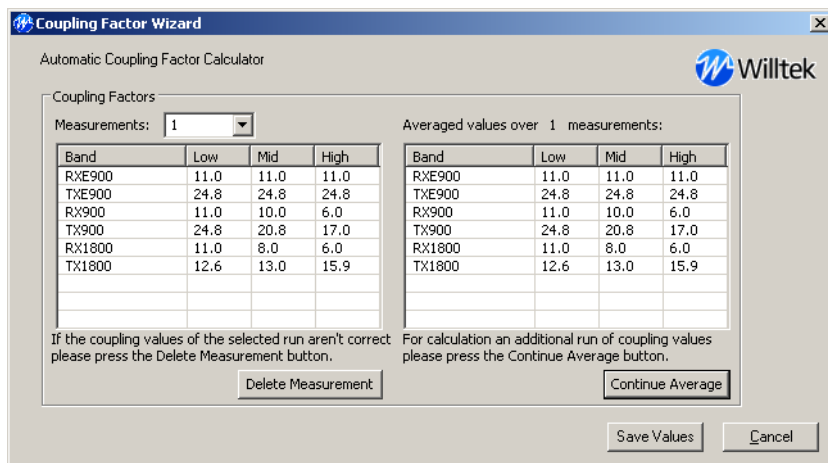 Coupling Factor Wizard
Automatic Coupling Factor Calculator
Willtek
Coupling Factors
Measurements: 1
Averaged values over 1 measurements:
Band Low Mid High
RXE900 11.0 11.0 11.0
TXE900 24.8 24.8 24.8
RX900 11.0 10.0 6.0
TX900 24.8 20.8 17.0
RX1800 11.0 8.0 6.0
TX1800 12.6 13.0 15.9
Band Low Mid High
RXE900 11.0 11.0 11.0
TXE900 24.8 24.8 24.8
RX900 11.0 10.0 6.0
TX900 24.8 20.8 17.0
RX1800 11.0 8.0 6.0
TX1800 12.6 13.0 15.9
If the coupling values of the selected run aren't correct
please press the Delete Measurement button.
For calculation an additional run of coupling values
please press the Continue Average button.
Delete Measurement
Continue Average
Save Values
Cancel